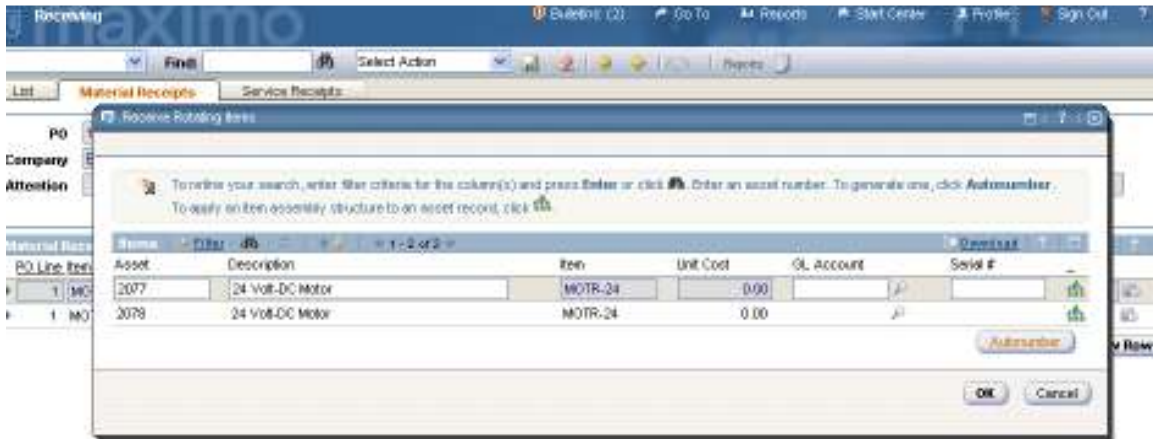 Receiving
maximo
Bulletins: (2) Go To Reports Start Center Profile Sign Out ?
Find: Select Action
List Material Receipts Service Receipts
Receive Rotating Items ?
PO
Company
Attention
To refine your search, enter filter criteria for the column(s) and press Enter or click . Enter an asset number. To generate one, click Autonumber.
To apply an item assembly structure to an asset record, click
Material Rece
Items Filter 1 - 2 of 2 Download
PO Line Item
Asset Description Item Unit Cost GL Account Serial #
1 MO 2077 24 Volt-DC Motor MOTR-24 0.00
1 MO 2078 24 Volt-DC Motor MOTR-24 0.00
Autonumber
Row
OK Cancel